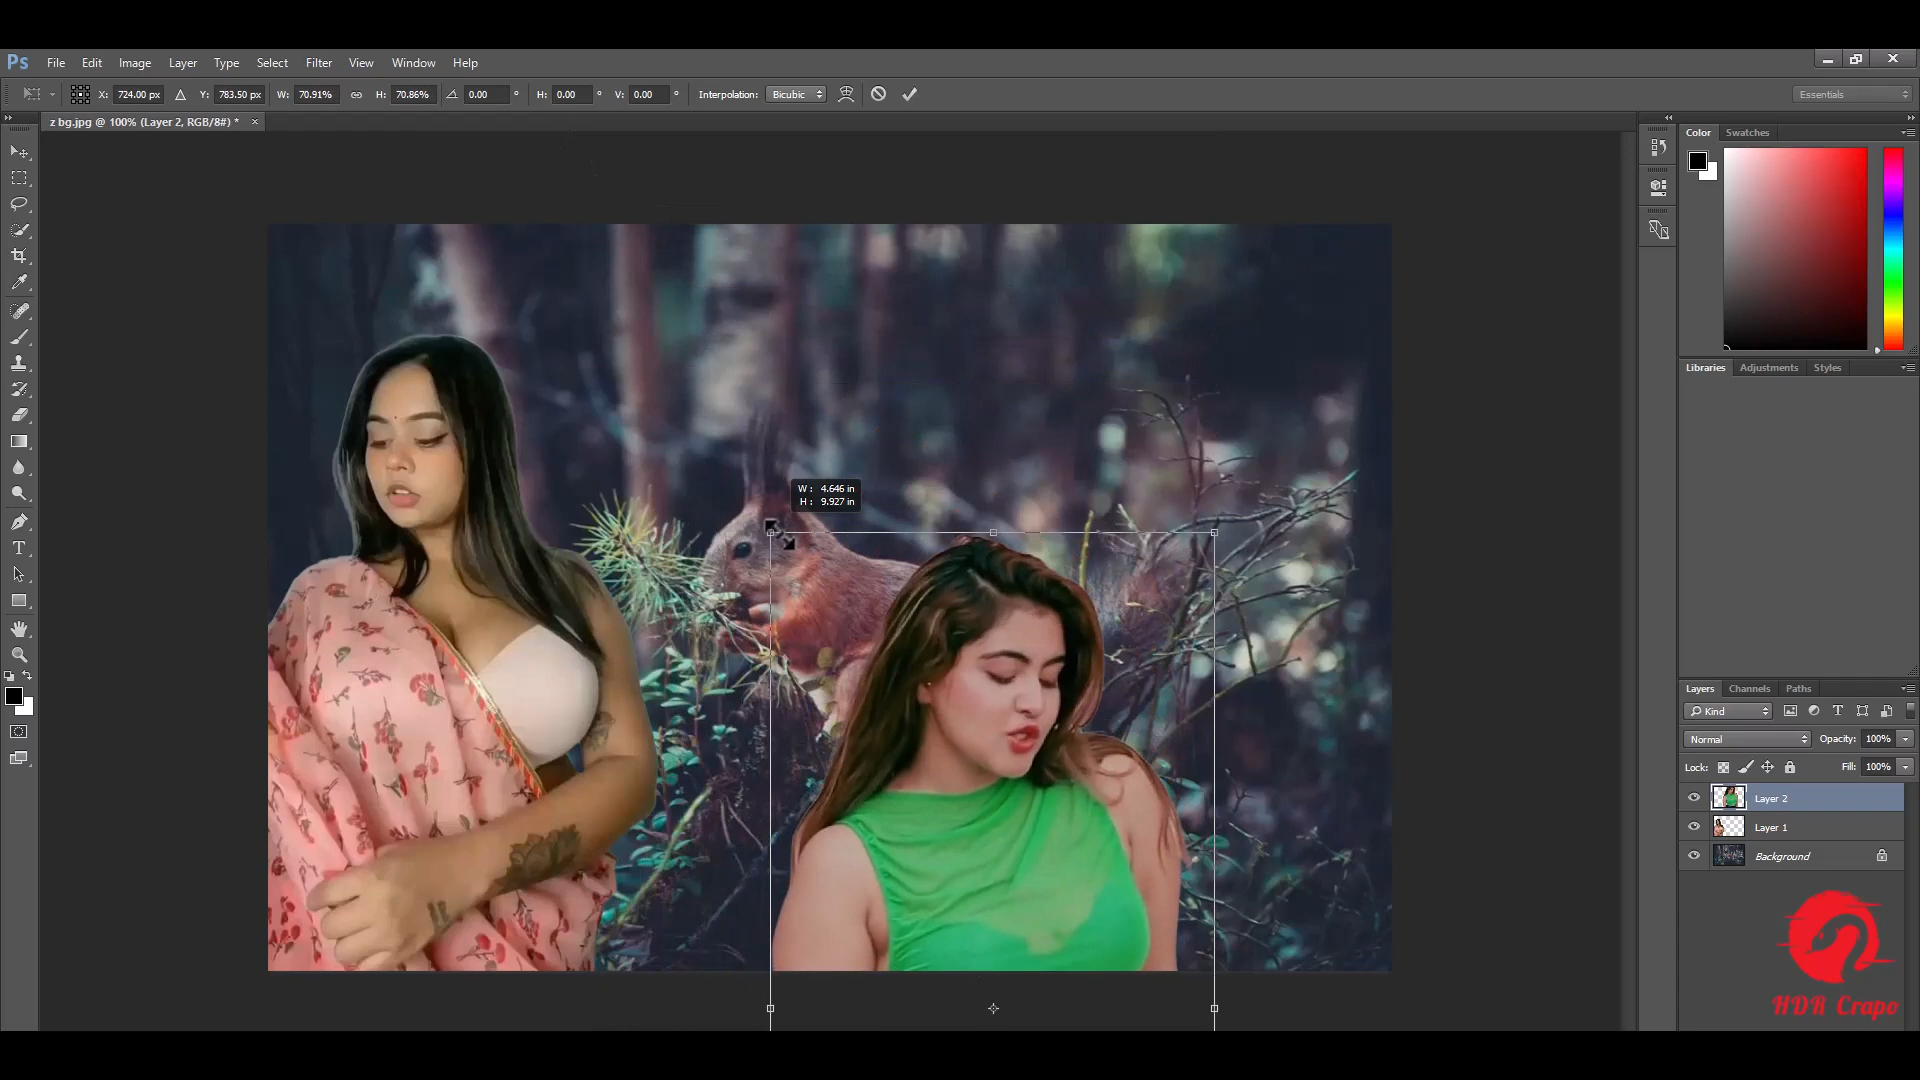 Ps File Edit Image Layer Type Select Filter View Window Help
X: 724.00 px Y: 783.50 px W: 70.91% H: 70.86% 0.00 ° H: 0.00 ° V: 0.00 ° Interpolation: Bicubic Essentials
z bg.jpg @ 100% (Layer 2, RGB/8#) * ×
Color Swatches
Libraries Adjustments Styles
W : 4.646 in
H : 9.927 in
T
Layers Channels Paths
Kind T
Normal Opacity: 100%
Lock: Fill: 100%
Layer 2
Layer 1
Background
HDR Crapo